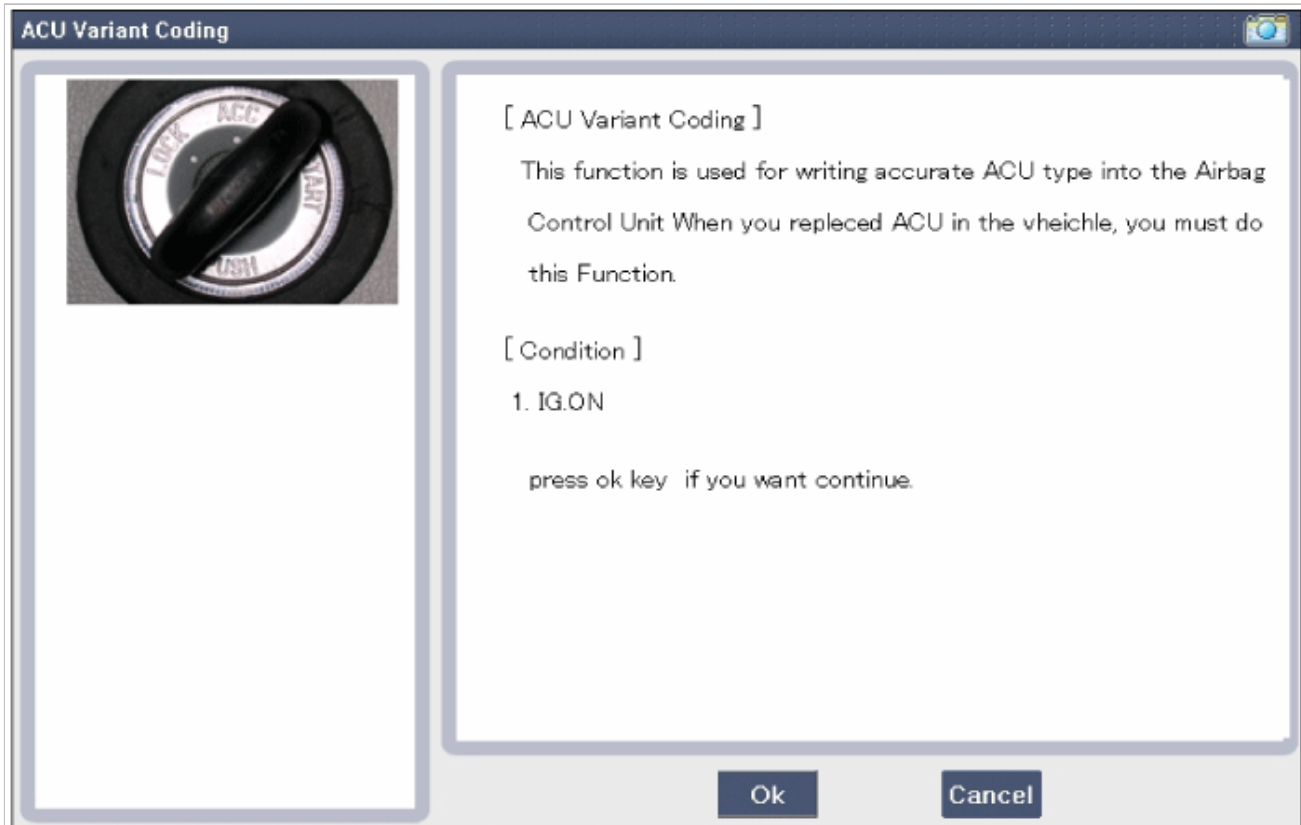 ACU Variant Coding
LOCK
ACC
START
PUSH
[ ACU Variant Coding ]
This function is used for writing accurate ACU type into the Airbag
Control Unit When you repleced ACU in the vheichle, you must do
this Function.
[ Condition ]
1. IG.ON
press ok key if you want continue.
Ok
Cancel